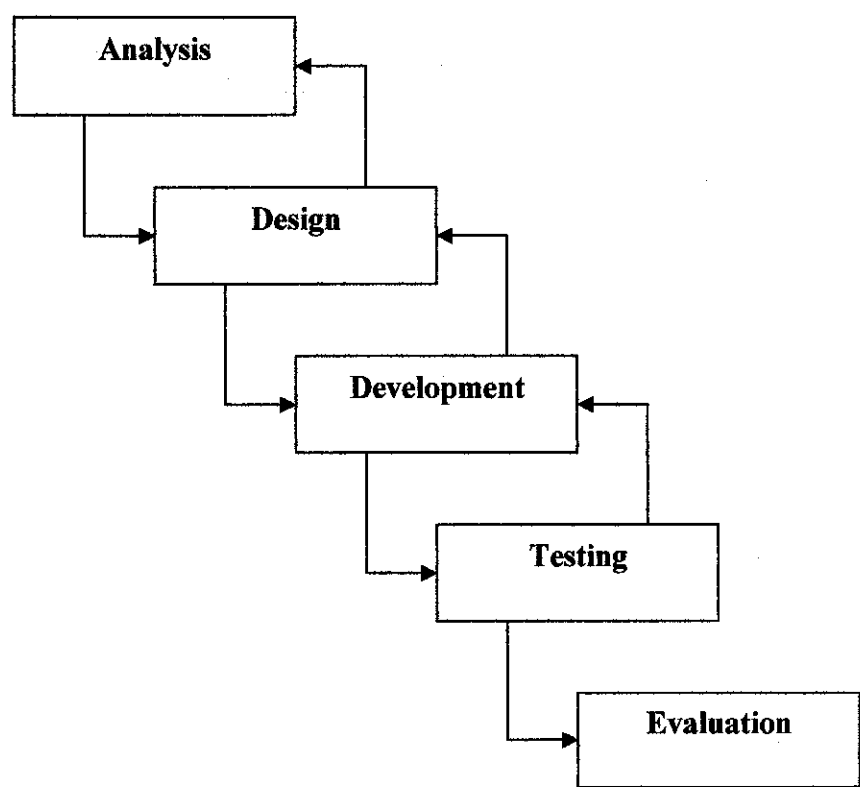 Analysis
Design
Development
Testing
Evaluation